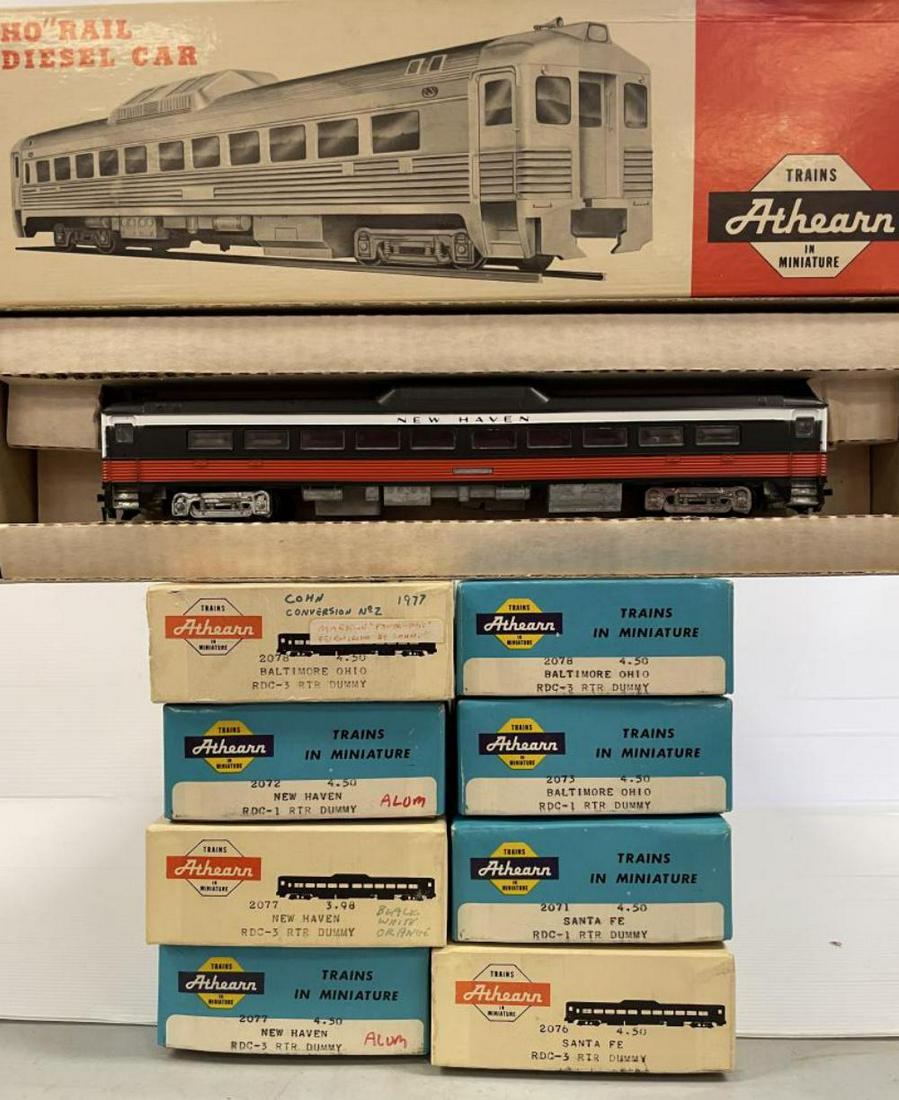 HO" RAIL
DIESEL CAR
TRAINS
Athearn
IN
MINIATURE
NEW HAVEN
TRAINS
Athearn
IN
MINIATURE
COHN
CONVERSION No2 1977
2078 4.50
BALTIMORE OHIO
RDC-3 RTR DUMMY
TRAINS
Athearn
IN
MINIATURE
TRAINS
IN MINIATURE
2078 4.50
BALTIMORE OHIO
RDC-3 RTR DUMMY
TRAINS
Athearn
IN
MINIATURE
TRAINS
IN MINIATURE
2072 4.50
NEW HAVEN
RDC-1 RTR DUMMY
ALUM
TRAINS
Athearn
IN
MINIATURE
TRAINS
IN MINIATURE
2073 4.50
BALTIMORE OHIO
RDC-1 RTR DUMMY
TRAINS
Athearn
IN
MINIATURE
2077 3.98
NEW HAVEN
RDC-3 RTR DUMMY
BLACK
WHITE
ORANGE
TRAINS
Athearn
IN
MINIATURE
TRAINS
IN MINIATURE
2071 4.50
SANTA FE
RDC-1 RTR DUMMY
TRAINS
Athearn
IN
MINIATURE
TRAINS
IN MINIATURE
2077 4.50
NEW HAVEN
RDC-3 RTR DUMMY
ALUM
TRAINS
Athearn
IN
MINIATURE
2076 4.50
SANTA FE
RDC-3 RTR DUMMY